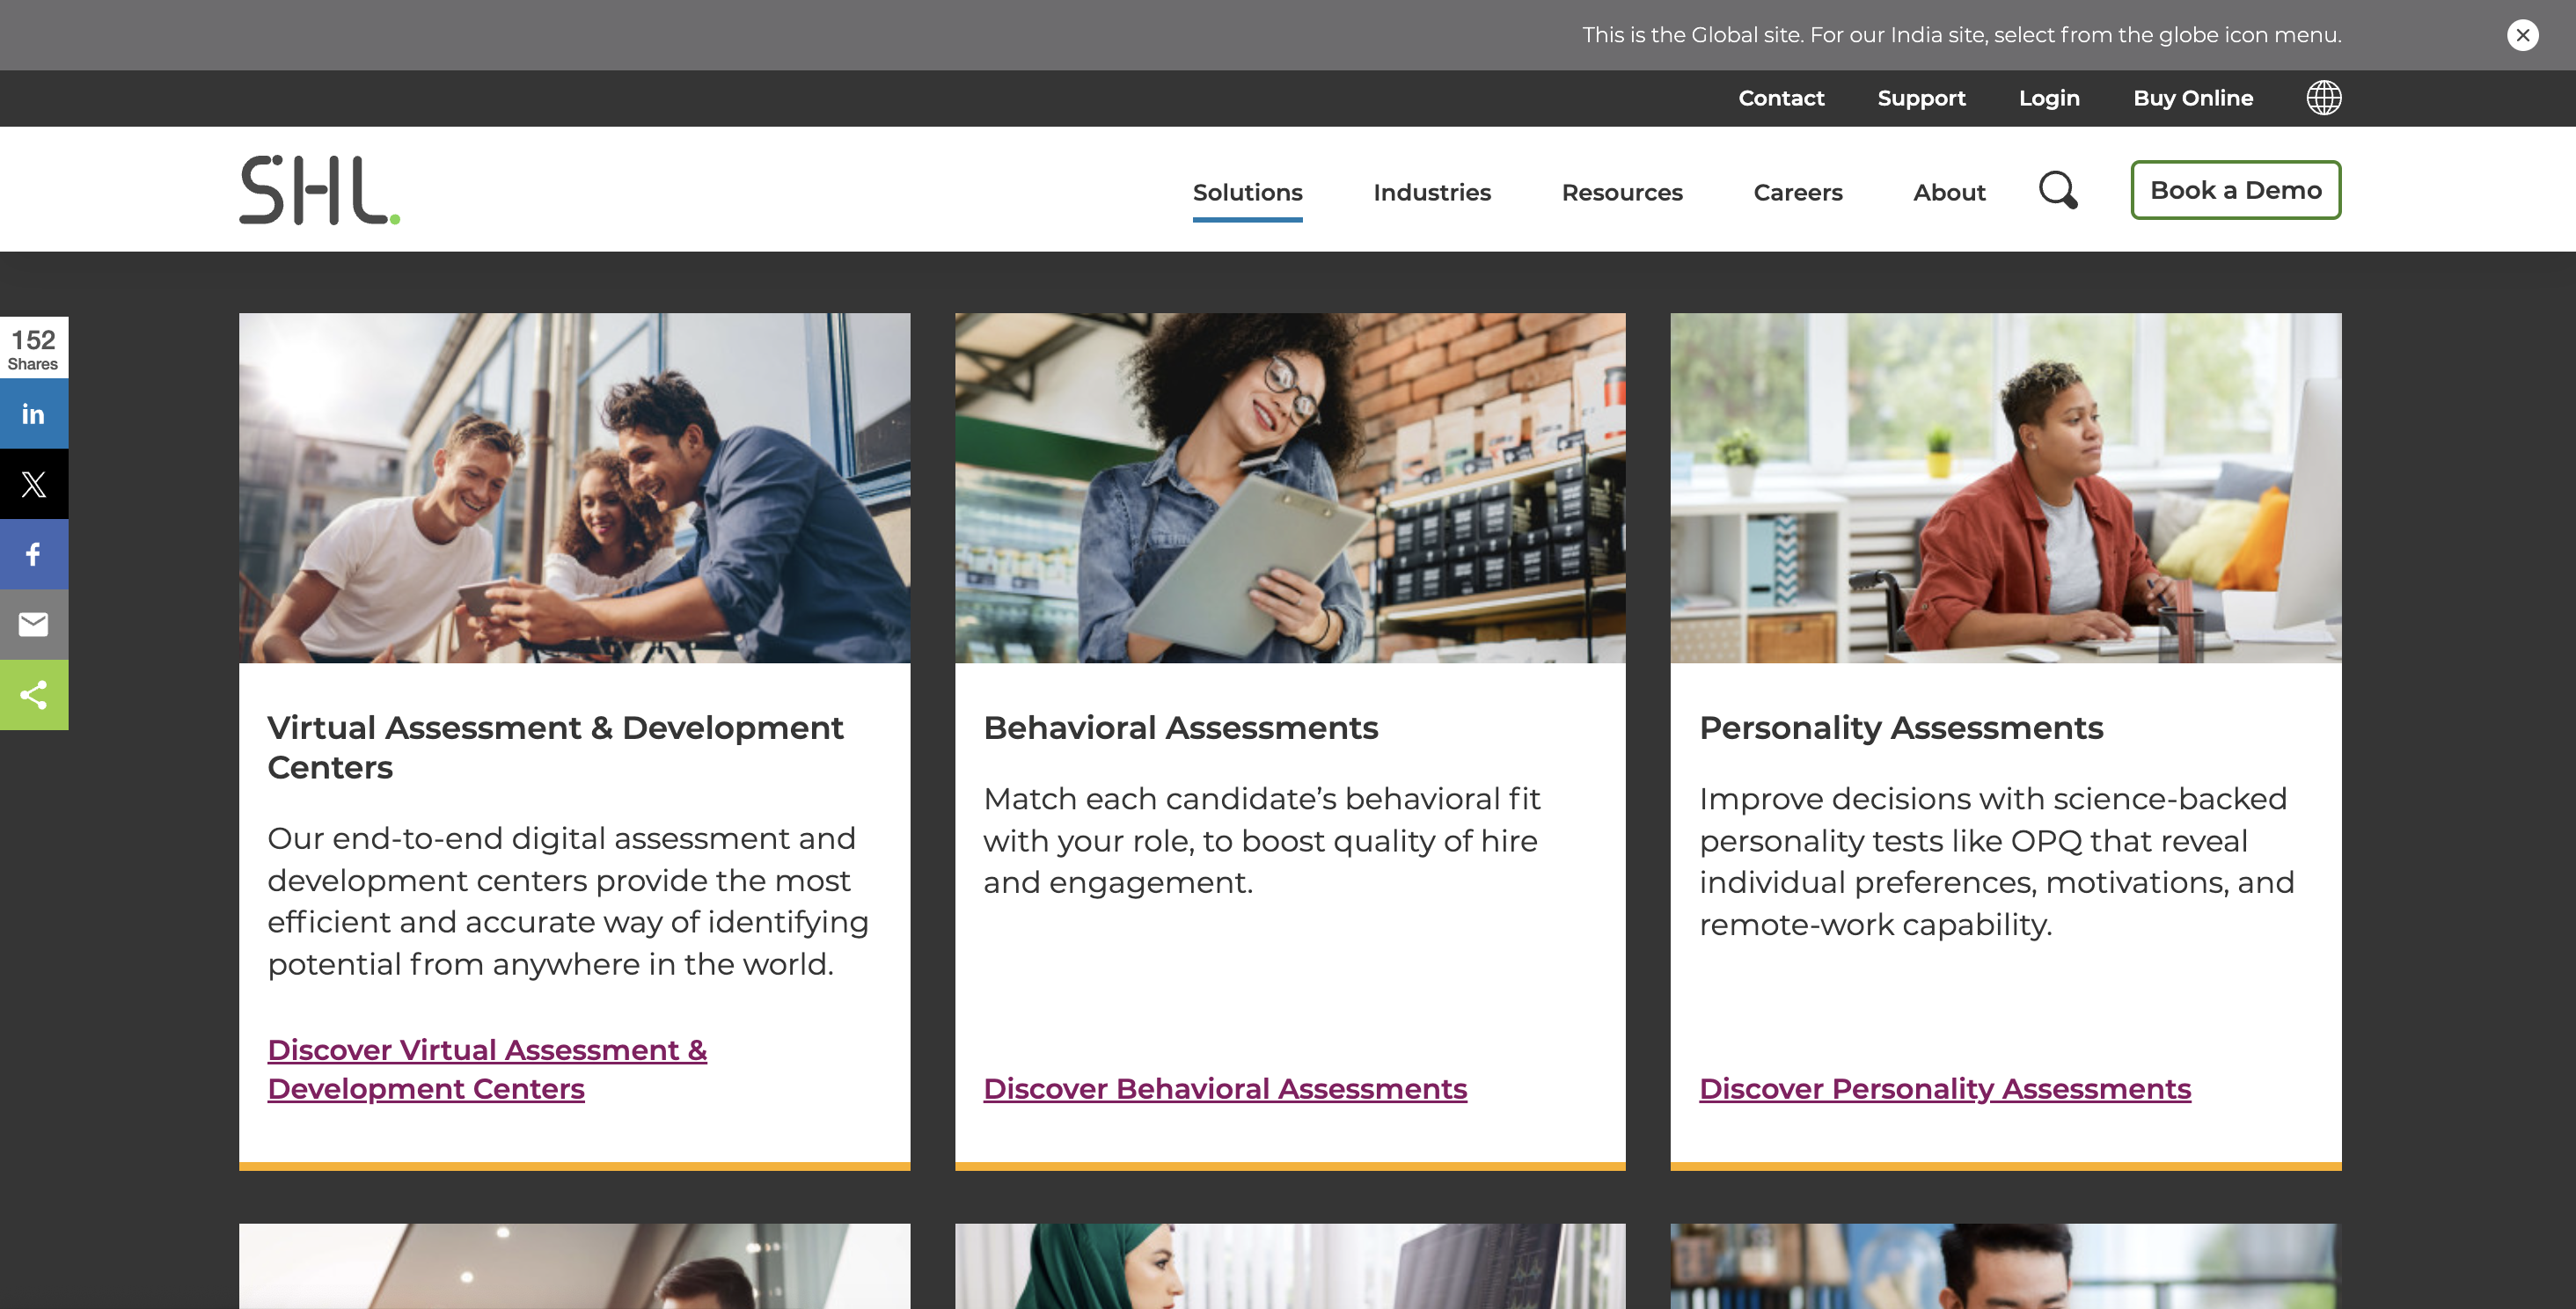 This is the Global site. For our India site, select from the globe icon menu.
Contact Support Login Buy Online
SHL.
Solutions Industries Resources Careers About Book a Demo
152
Shares
in
X
f
Virtual Assessment & Development
Centers
Our end-to-end digital assessment and
development centers provide the most
efficient and accurate way of identifying
potential from anywhere in the world.
Discover Virtual Assessment &
Development Centers
Behavioral Assessments
Match each candidate’s behavioral fit
with your role, to boost quality of hire
and engagement.
Discover Behavioral Assessments
Personality Assessments
Improve decisions with science-backed
personality tests like OPQ that reveal
individual preferences, motivations, and
remote-work capability.
Discover Personality Assessments